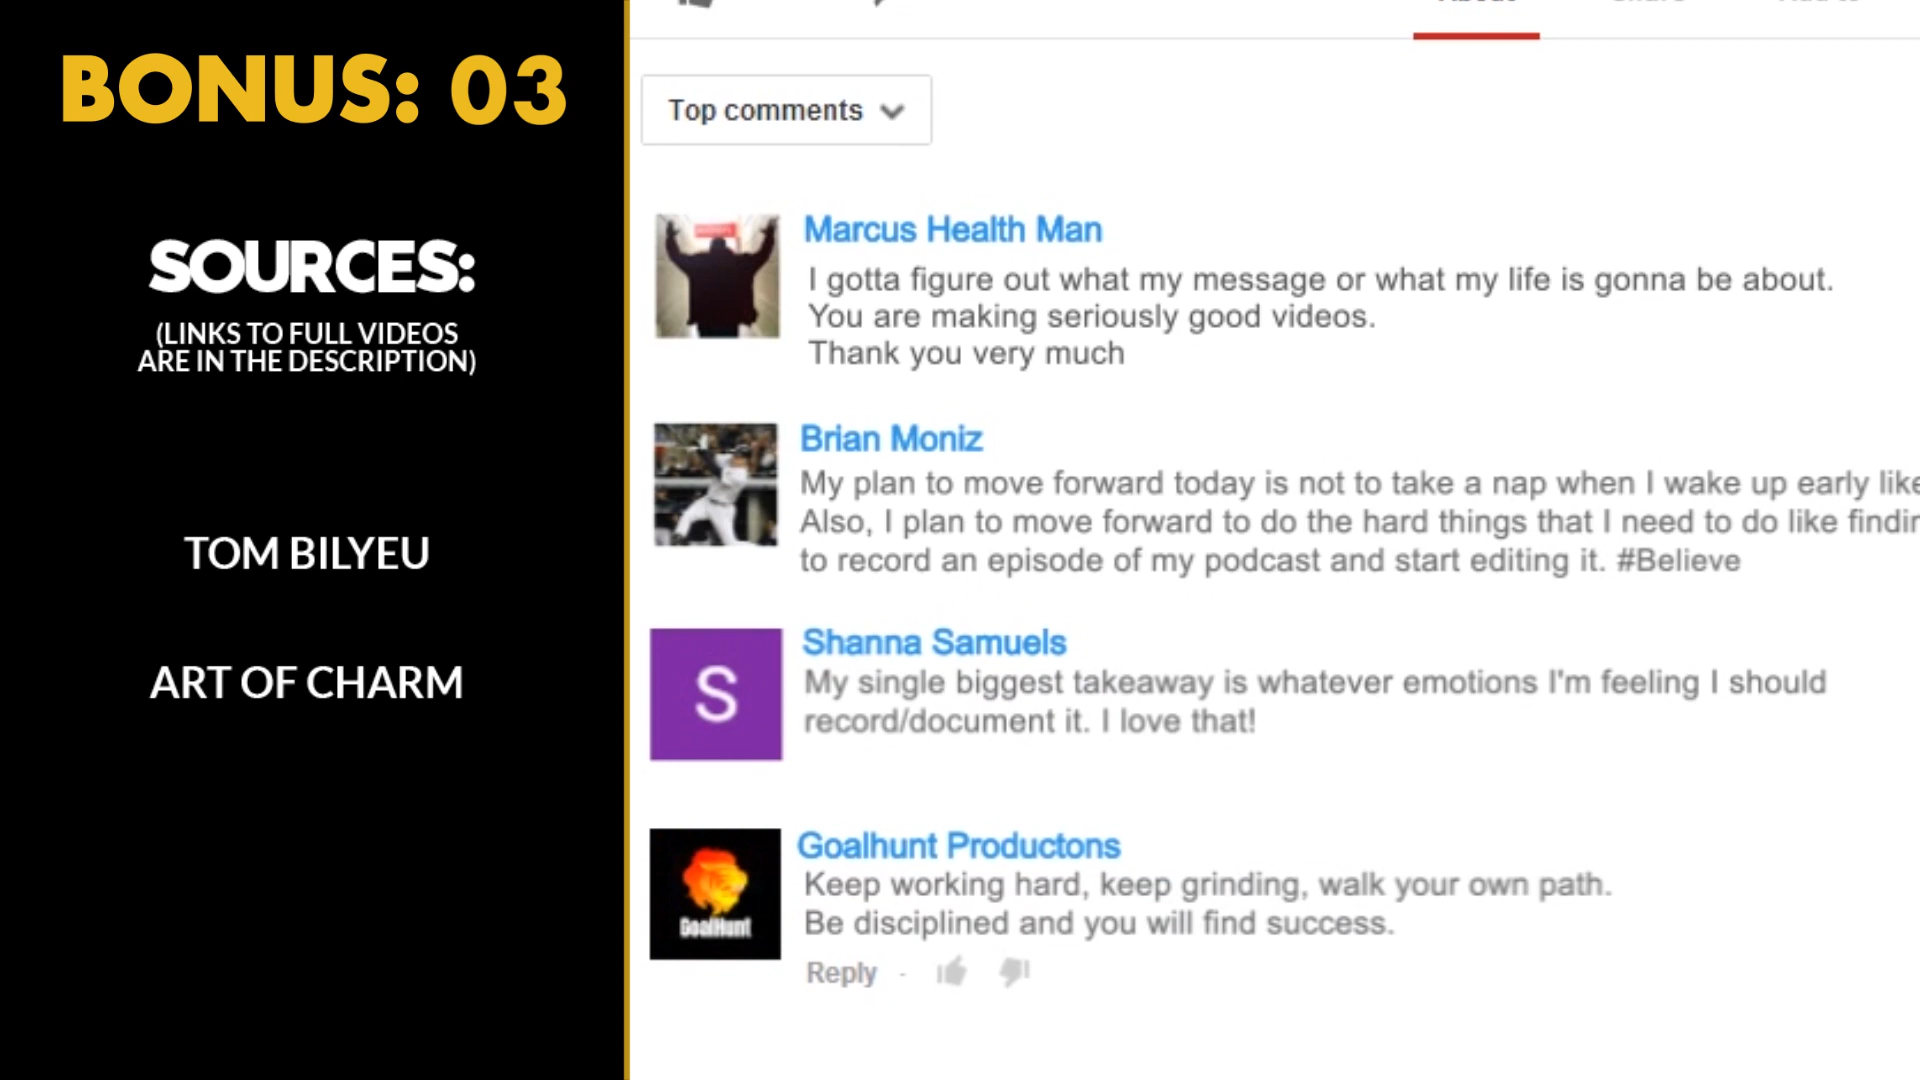 BONUS: 03
SOURCES:
(LINKS TO FULL VIDEOS
ARE IN THE DESCRIPTION)
TOM BILYEU
ART OF CHARM
Top comments
Marcus Health Man
I gotta figure out what my message or what my life is gonna be about.
You are making seriously good videos.
Thank you very much
Brian Moniz
My plan to move forward today is not to take a nap when I wake up early like
Also, I plan to move forward to do the hard things that I need to do like
to record an episode of my podcast and start editing it. #Believe
S
Shanna Samuels
My single biggest takeaway is whatever emotions I'm feeling I should
record/document it. I love that!
GoalHunt
Goalhunt Productons
Keep working hard, keep grinding, walk your own path.
Be disciplined and you will find success.
Reply -